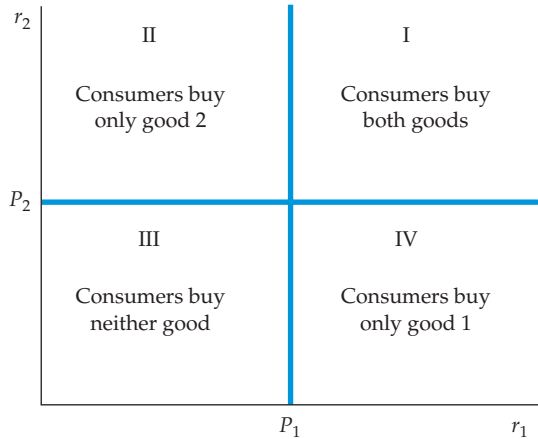 r2
II
Consumers buy
only good 2
I
Consumers buy
both goods
P2
III
Consumers buy
neither good
IV
Consumers buy
only good 1
P1
r1